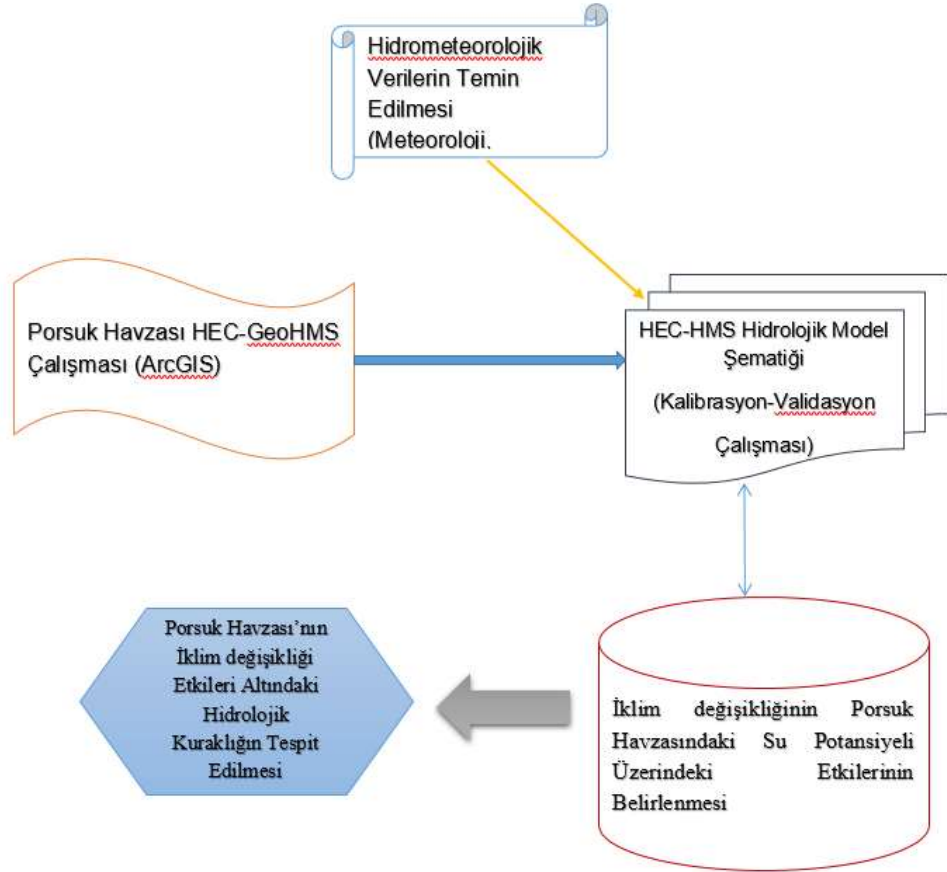 Hidrometeorolojik
Verilerin Temin
Edilmesi
(Meteoroloji.
Porsuk Havzası HEC-GeoHMS
Çalışması (ArcGIS)
HEC-HMS Hidrolojik Model
Şematiği
(Kalibrasyon-Validasyon
Çalışması)
Porsuk Havzası’nın
İklim değişikliği
Etkileri Altındaki
Hidrolojik
Kuraklığın Tespit
Edilmesi
İklim değişikliğinin Porsuk
Havzasındaki Su Potansiyeli
Üzerindeki Etkilerinin
Belirlenmesi